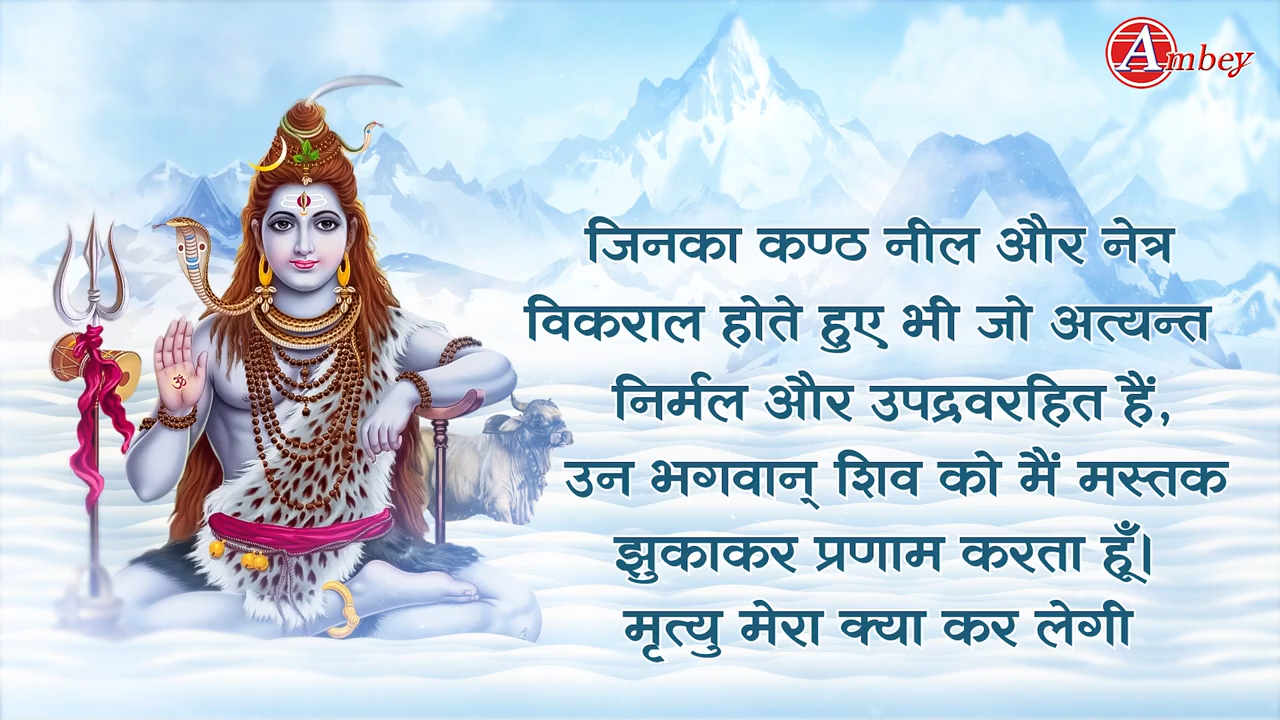 Ambey
जिनका कण्ठ नील और नेत्र
विकराल होते हुए भी जो अत्यन्त
निर्मल और उपद्रवरहित हैं,
उन भगवान् शिव को मैं मस्तक
झुकाकर प्रणाम करता हूँ।
मृत्यु मेरा क्या कर लेगी
ॐ